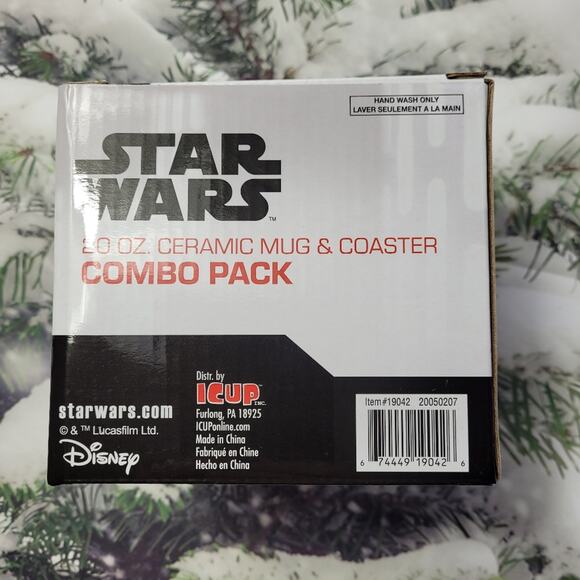 HAND WASH ONLY
LAVER SEULEMENT A LA MAIN
STAR
WARS
™
20 OZ. CERAMIC MUG & COASTER
COMBO PACK
starwars.com
© & ™ Lucasfilm Ltd.
Disney
Distr. by
ICUP INC.
Furlong, PA 18925
ICUPonline.com
Made in China
Fabriqué en Chine
Hecho en China
Item#19042 20050207
6 74449 19042 6